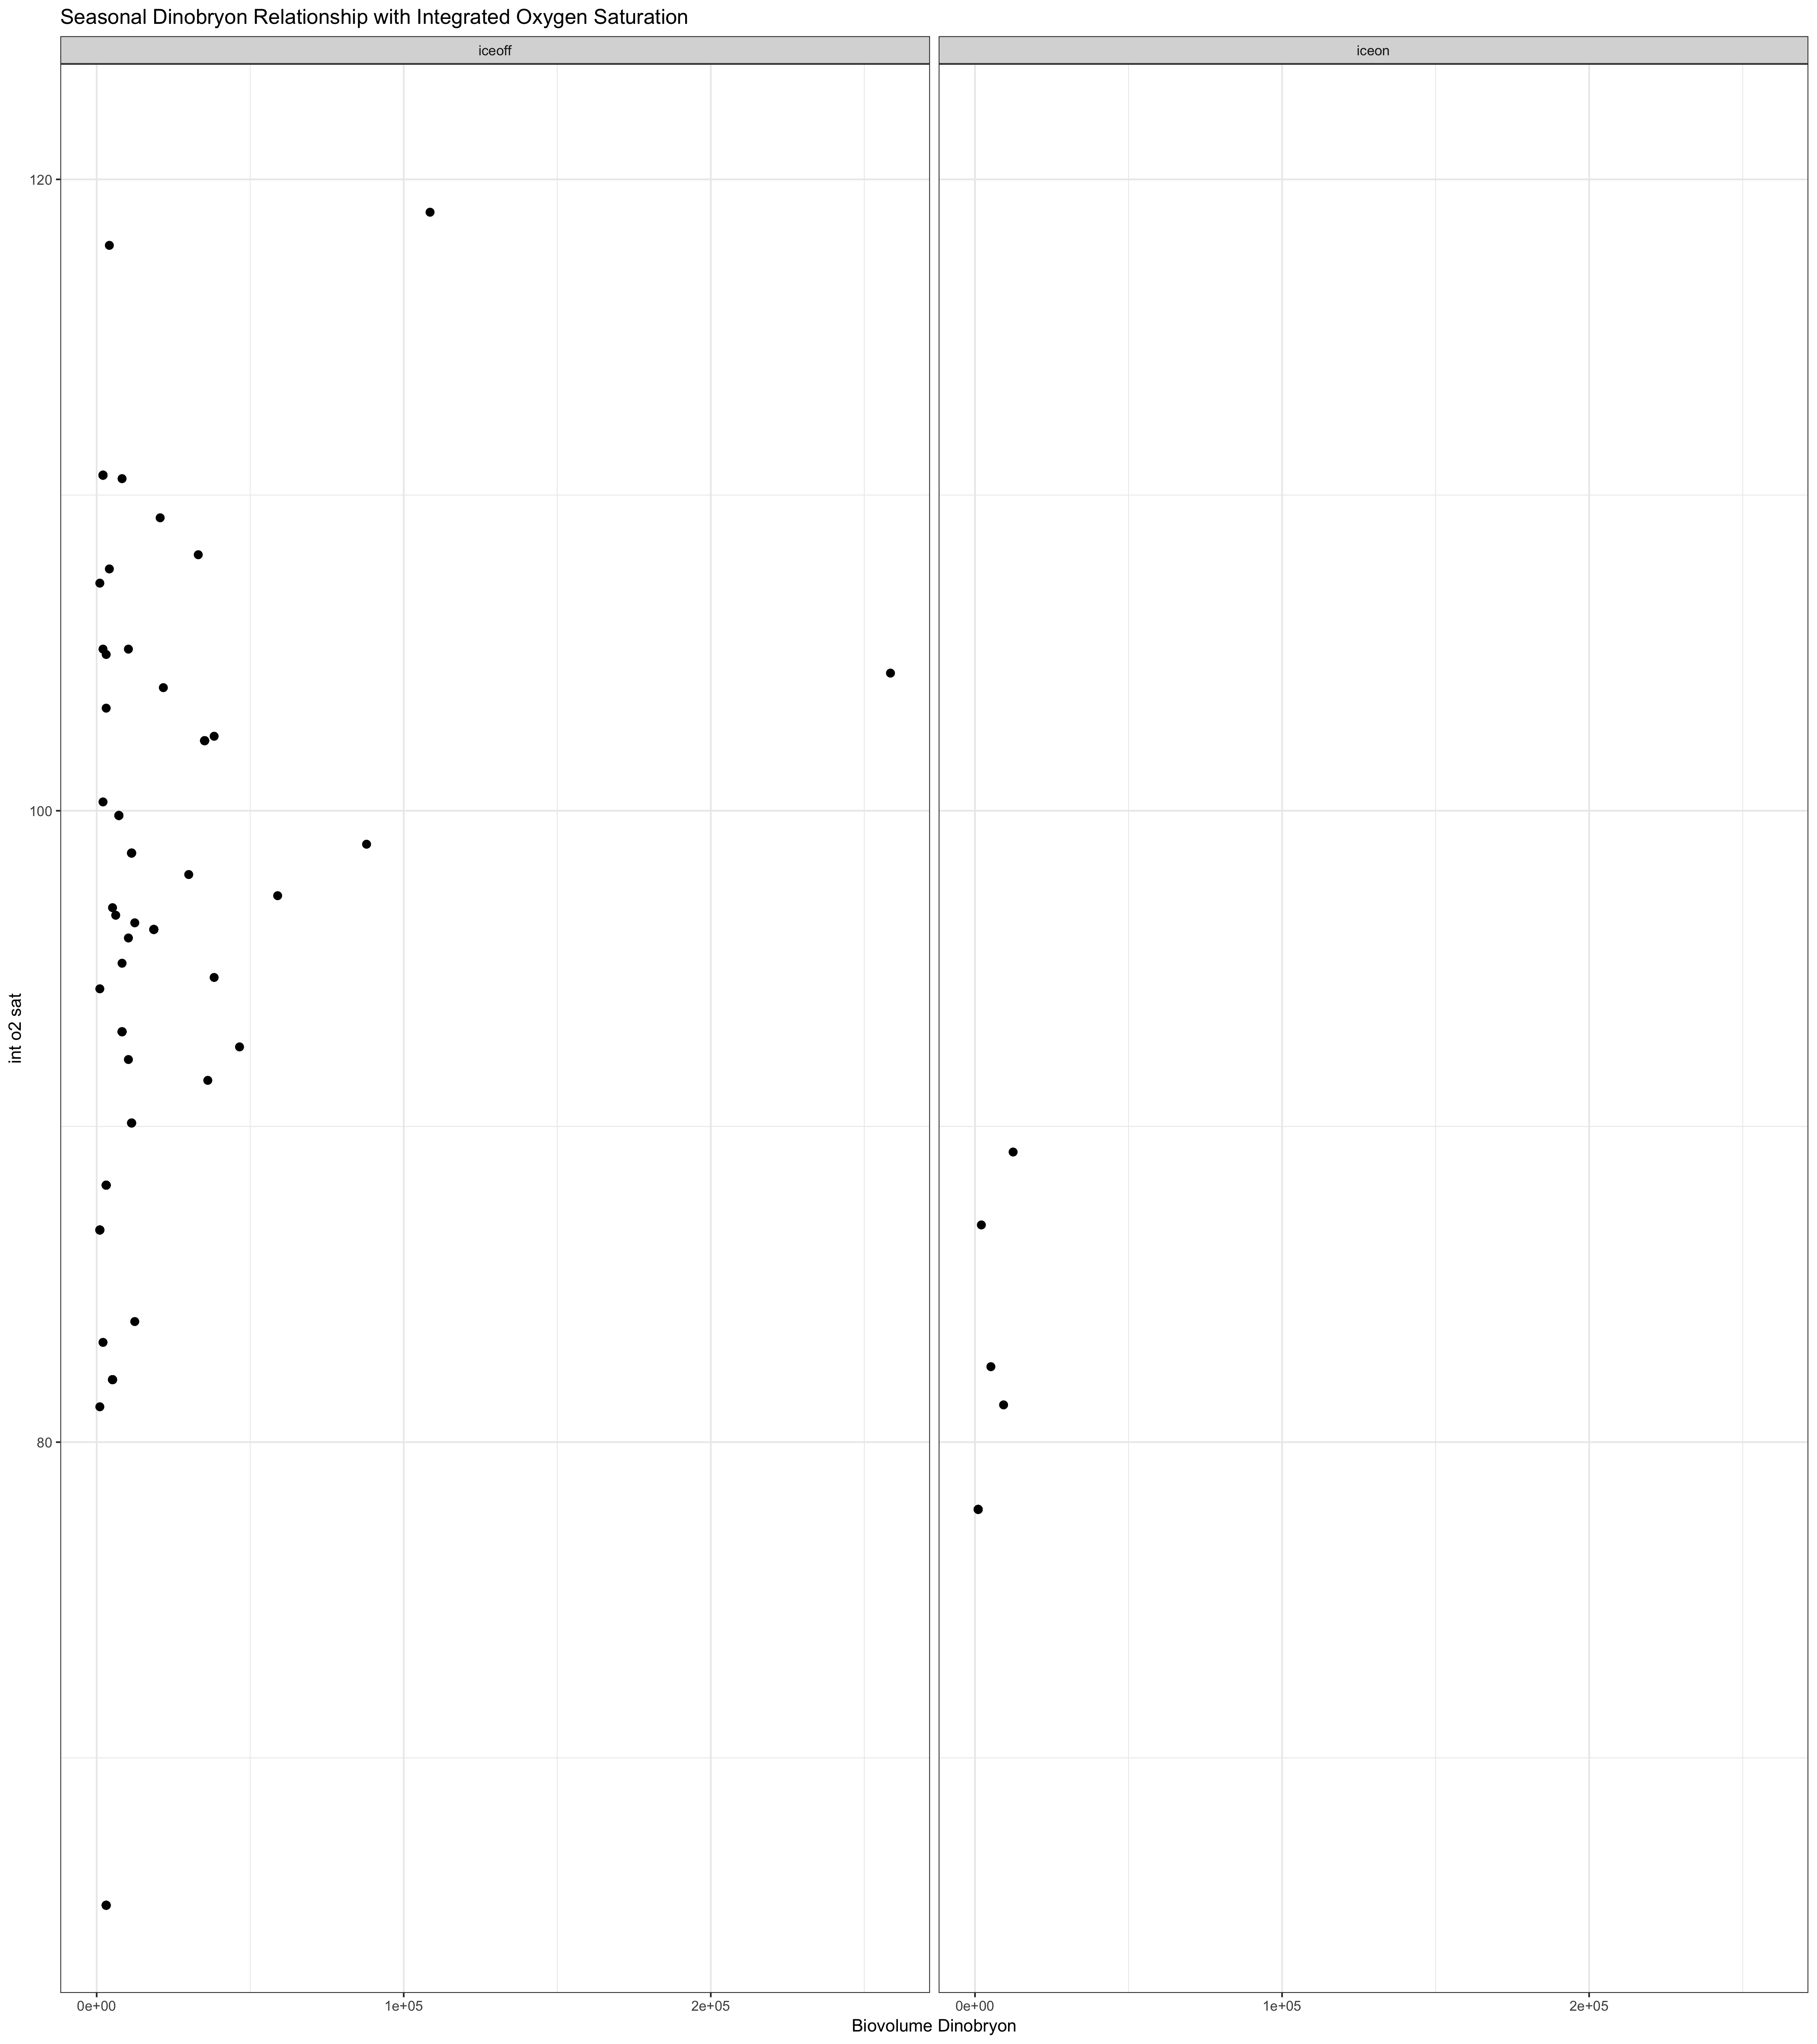 Seasonal Dinobryon Relationship with Integrated Oxygen Saturation
iceoff
iceon
120
100
80
int o2 sat
0e+00
1e+05
2e+05
0e+00
1e+05
2e+05
Biovolume Dinobryon